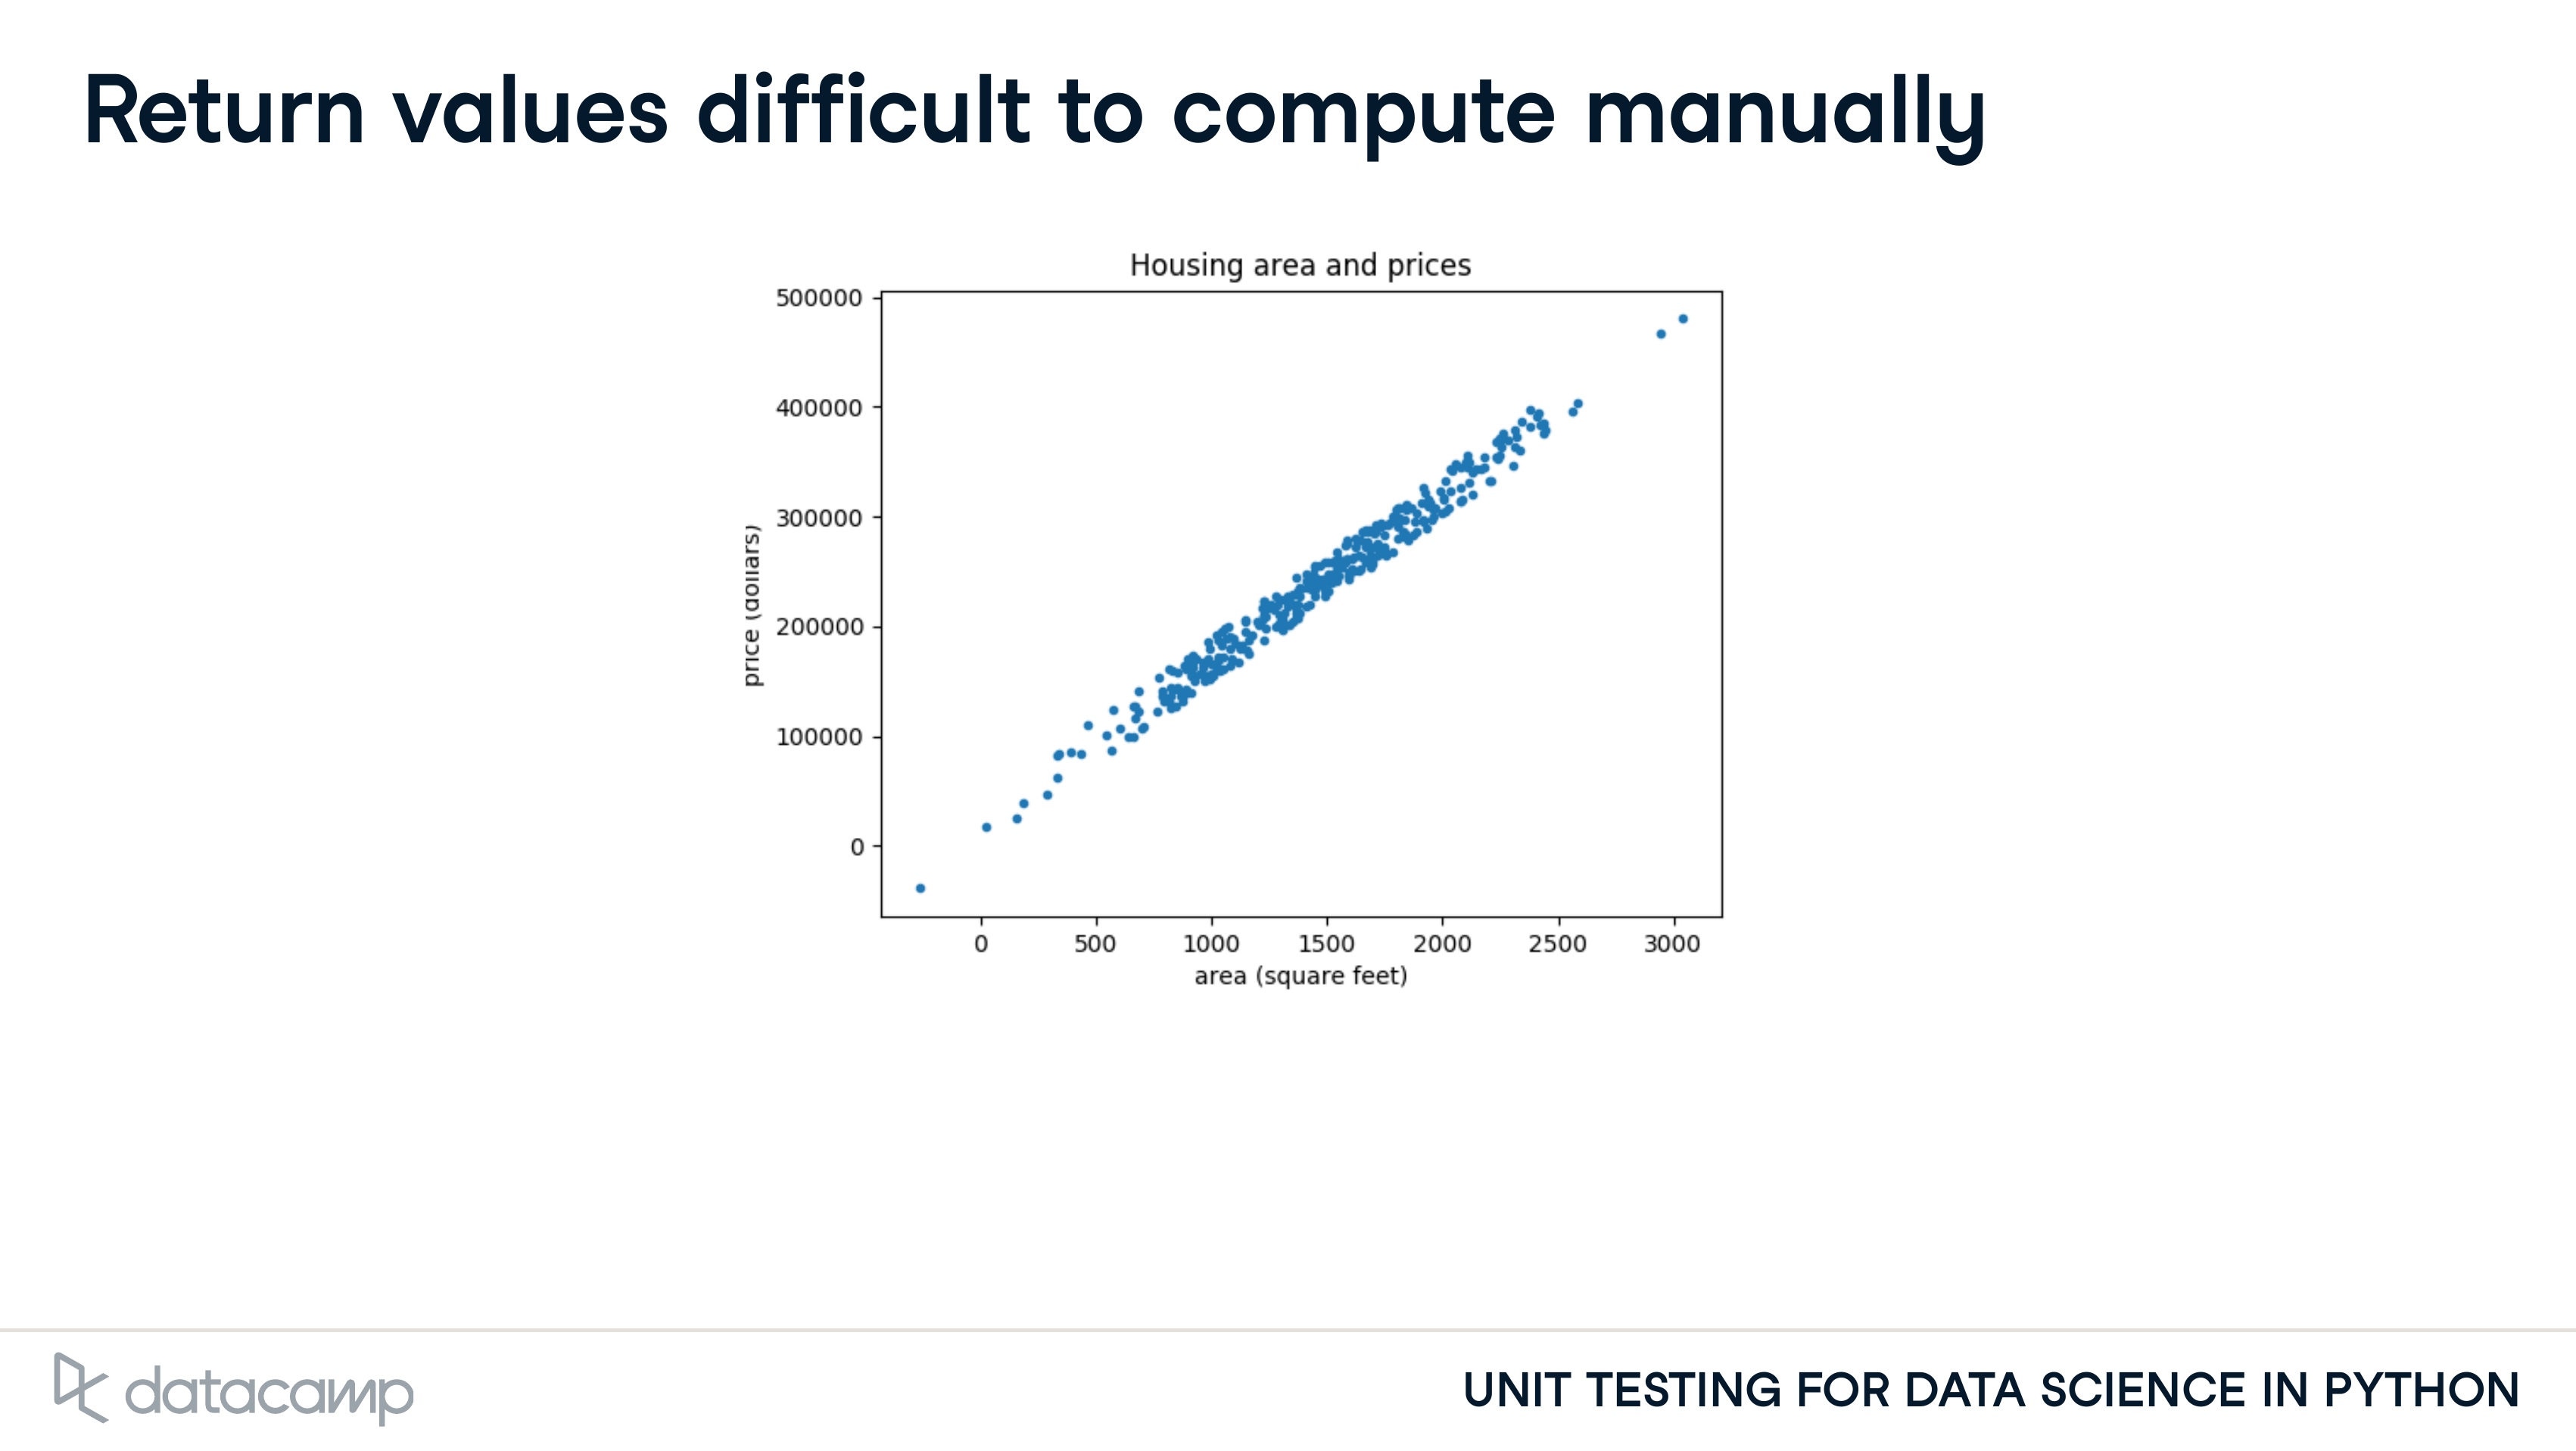 Return values difficult to compute manually
Housing area and prices
500000
400000
300000
200000
100000
0
price (dollars)
0 500 1000 1500 2000 2500 3000
area (square feet)
datacamp
UNIT TESTING FOR DATA SCIENCE IN PYTHON